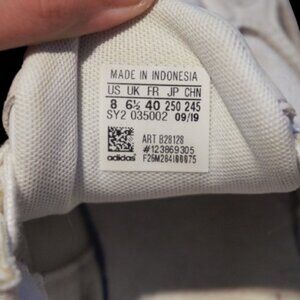 MADE IN INDONESIA
US UK FR JP CHN
8 6½ 40 250 245
SY2 035002 09/19
ART B28128
#123869305
adidas F26M284I00075